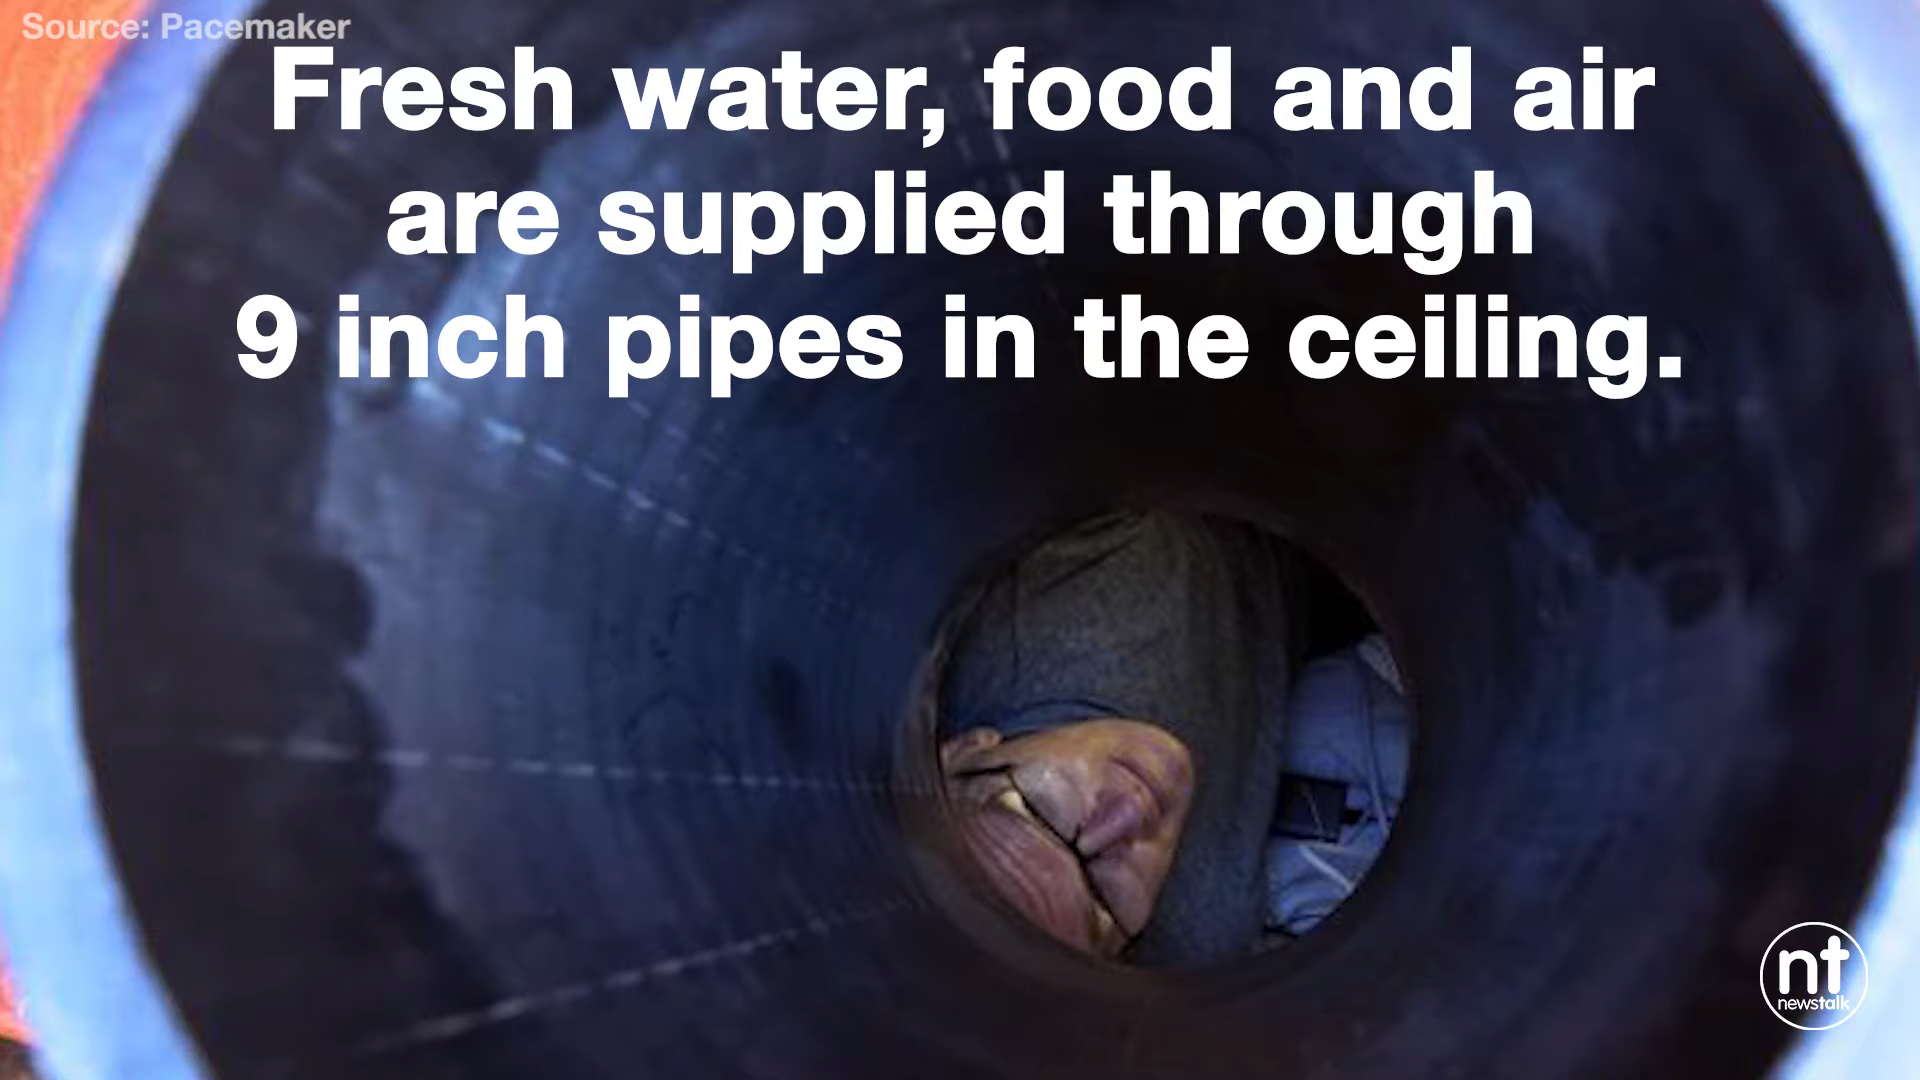 Source: Pacemaker
Fresh water, food and air
are supplied through
9 inch pipes in the ceiling.
nt
newstalk